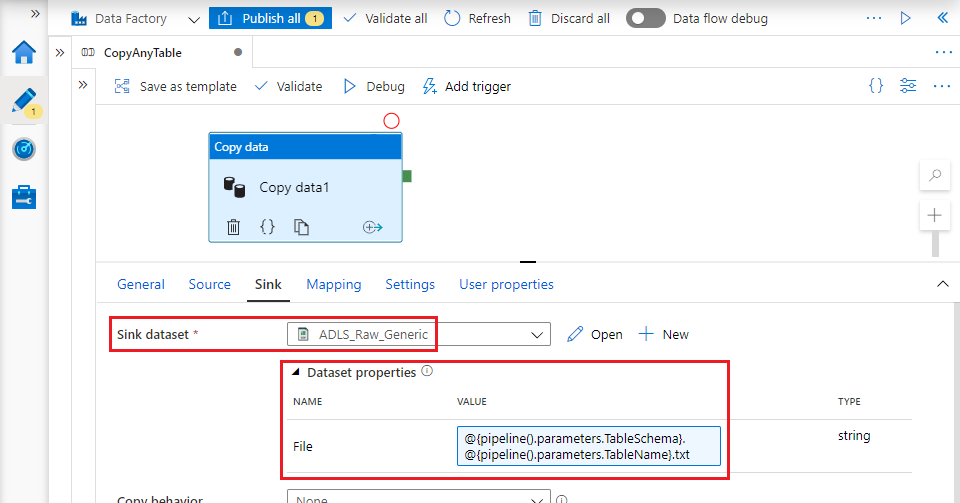 Data Factory
Publish all 1
Validate all
Refresh
Discard all
Data flow debug
CopyAnyTable
1
Save as template
Validate
Debug
Add trigger
Copy data
Copy data1
General
Source
Sink
Mapping
Settings
User properties
Sink dataset *
ADLS_Raw_Generic
Open
New
Dataset properties
NAME
VALUE
TYPE
File
@{pipeline().parameters.TableSchema}.
@{pipeline().parameters.TableName}.txt
string
Copy behavior
None